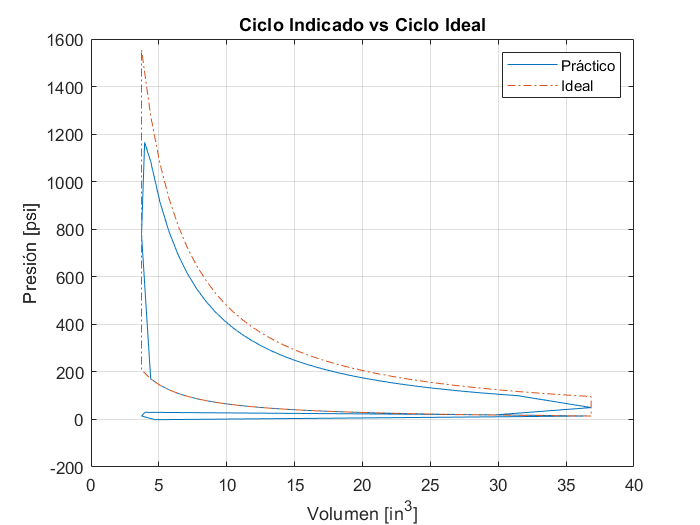 Ciclo Indicado vs Ciclo Ideal
Práctico
Ideal
1600
1400
1200
1000
800
600
400
200
0
-200
Presión [psi]
0 5 10 15 20 25 30 35 40
Volumen [in³]